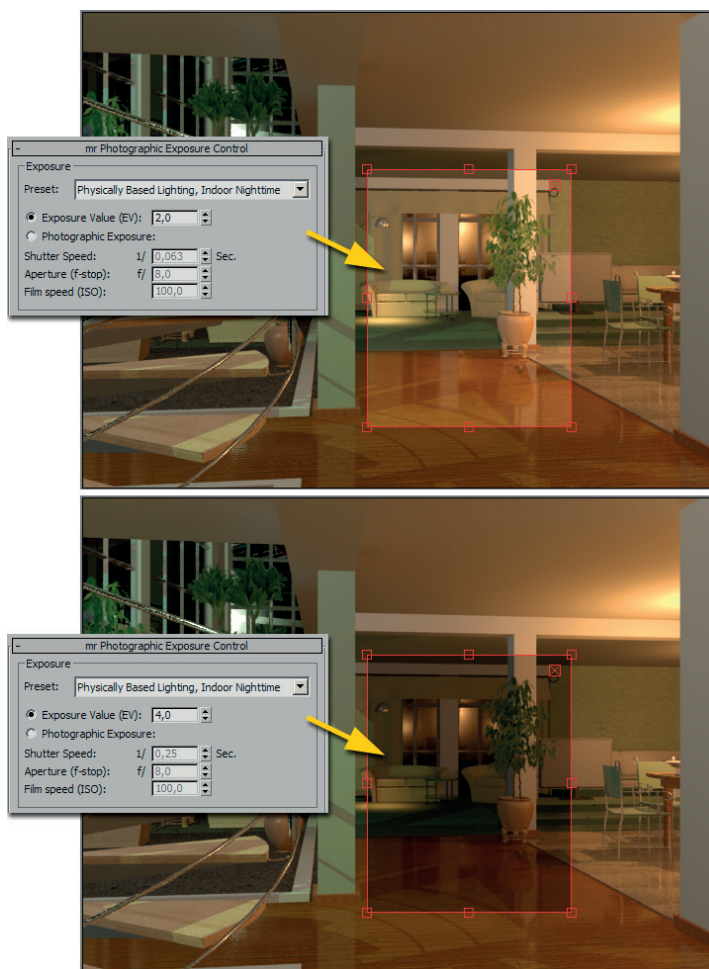 - mr Photographic Exposure Control
Exposure
Preset: Physically Based Lighting, Indoor Nighttime
Exposure Value (EV): 2,0
Photographic Exposure:
Shutter Speed: 1/ 0,063 Sec.
Aperture (f-stop): f/ 8,0
Film speed (ISO): 100,0
- mr Photographic Exposure Control
Exposure
Preset: Physically Based Lighting, Indoor Nighttime
Exposure Value (EV): 4,0
Photographic Exposure:
Shutter Speed: 1/ 0,25 Sec.
Aperture (f-stop): f/ 8,0
Film speed (ISO): 100,0